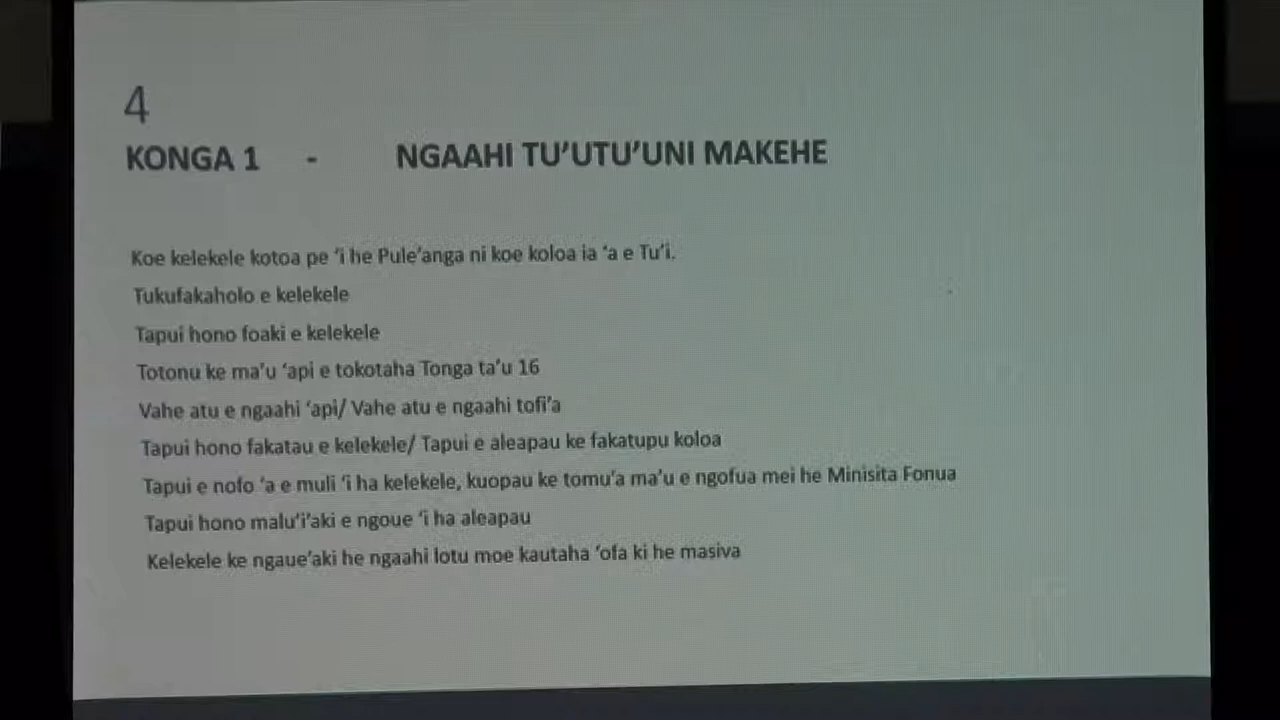 4
KONGA 1 - NGAAHI TU’UTU’UNI MAKEHE
Koe kelekele kotoa pe ‘i he Pule’anga ni koe koloa ia ‘a e Tu’i.
Tukufakaholo e kelekele
Tapui hono foaki e kelekele
Totonu ke ma’u ‘api e tokotaha Tonga ta’u 16
Vahe atu e ngaahi ‘api/ Vahe atu e ngaahi tofi’a
Tapui hono fakatau e kelekele/ Tapui e aleapau ke fakatupu koloa
Tapui e nofo ‘a e muli ‘i ha kelekele, kuopau ke tomu’a ma’u e ngofua mei he Minisita Fonua
Tapui hono malu’i’aki e ngoue ‘i ha aleapau
Kelekele ke ngaue’aki he ngaahi lotu moe kautaha ‘ofa ki he masiva